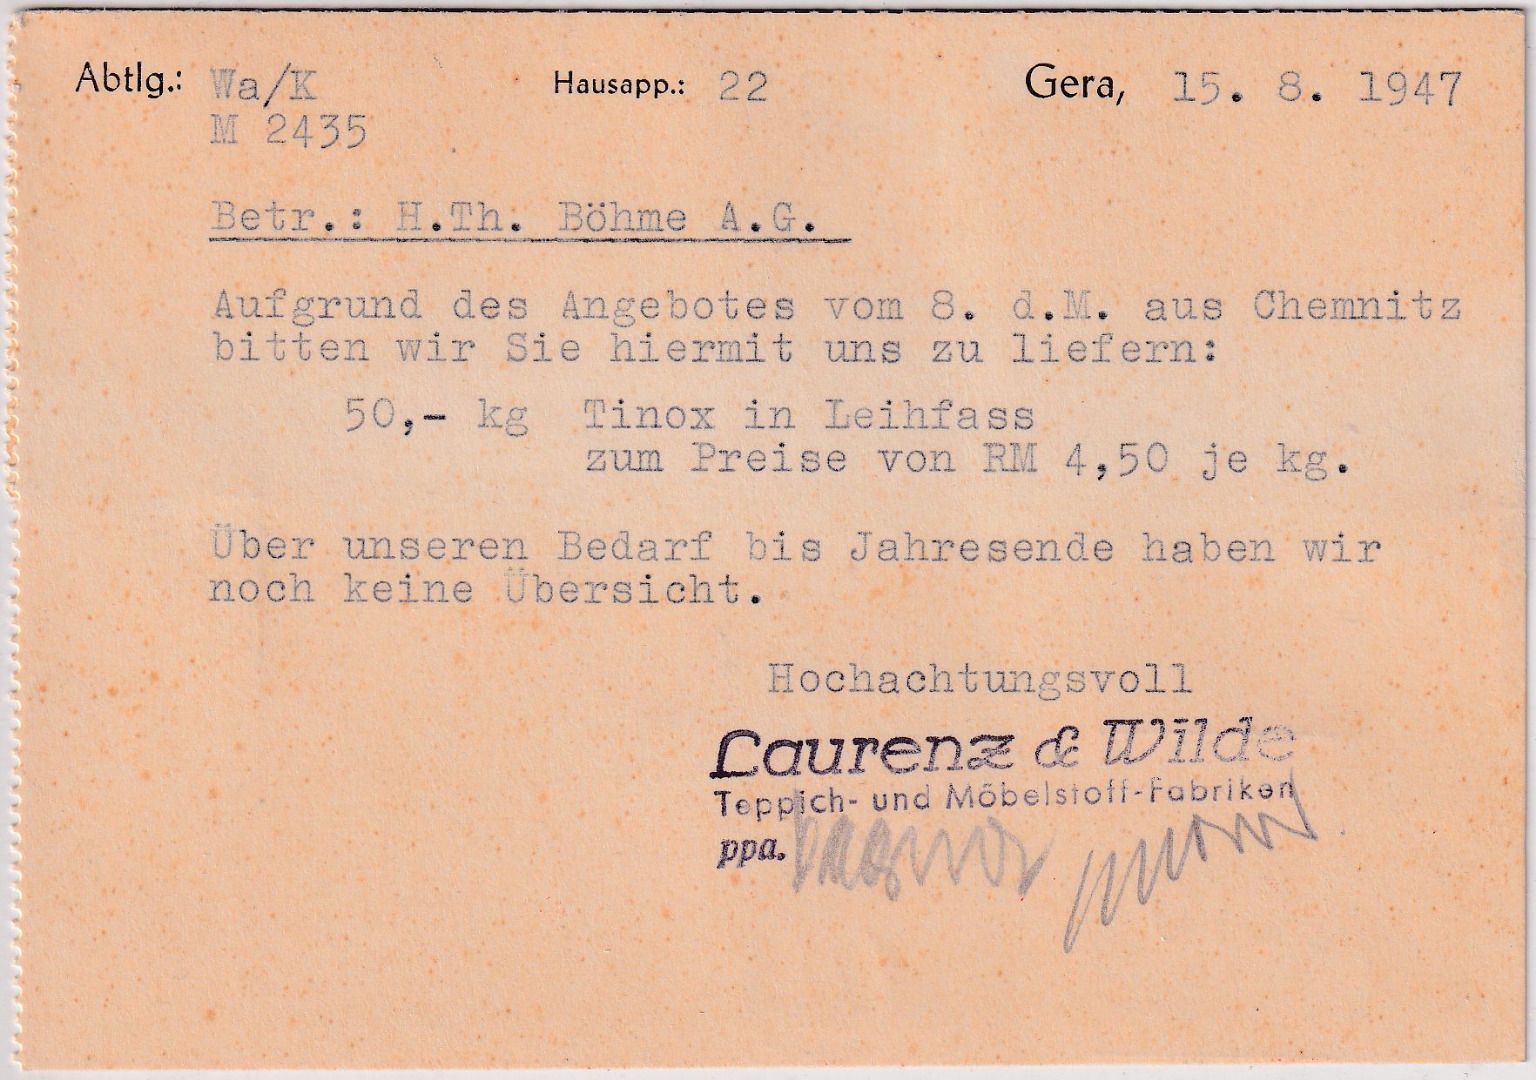 Abtlg.: Wa/K Hausapp.: 22 Gera, 15. 8. 1947
M 2435
Betr.: H.Th. Böhme A.G.
Aufgrund des Angebotes vom 8. d.M. aus Chemnitz
bitten wir Sie hiermit uns zu liefern:
50,- kg Tinox in Leihfass
zum Preise von RM 4,50 je kg.
Über unseren Bedarf bis Jahresende haben wir
noch keine Übersicht.
Hochachtungsvoll
Laurenz & Wilde
Teppich- und Möbelstoff-Fabriken
ppa.